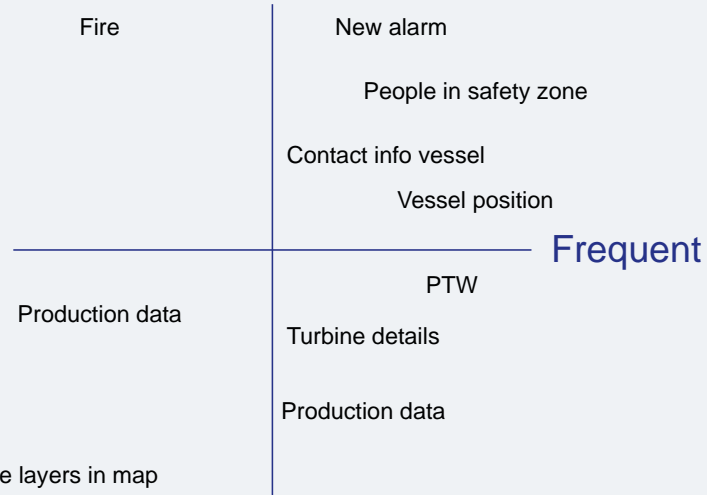 Fire
New alarm
People in safety zone
Contact info vessel
Vessel position
Frequent
PTW
Production data
Turbine details
Production data
layers in map